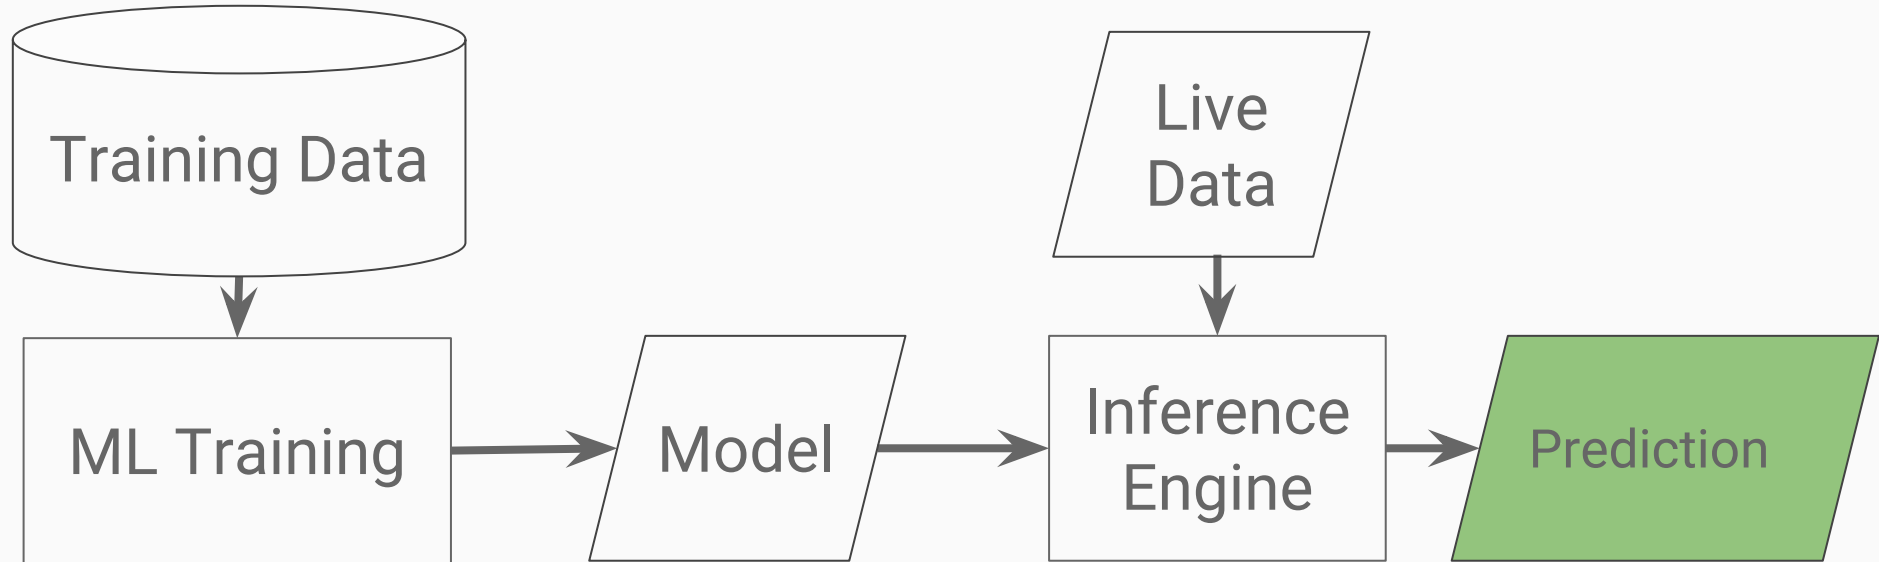 Training Data
Live
Data
ML Training
Model
Inference
Engine
Prediction